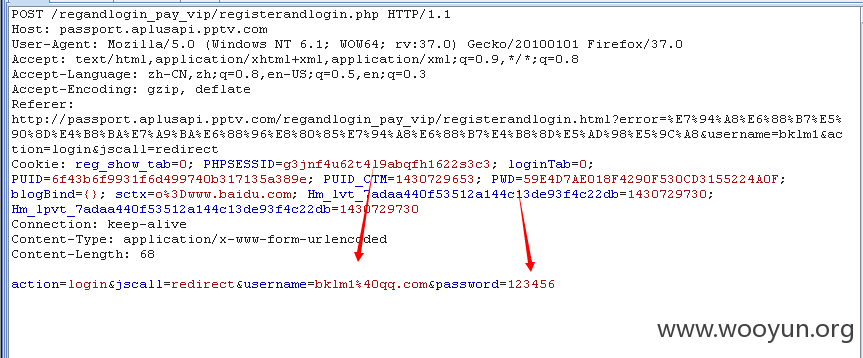 POST /regandlogin_pay_vip/registerandlogin.php HTTP/1.1
Host: passport.aplusapi.pptv.com
User-Agent: Mozilla/5.0 (Windows NT 6.1; WOW64; rv:37.0) Gecko/20100101 Firefox/37.0
Accept: text/html,application/xhtml+xml,application/xml;q=0.9,*/*;q=0.8
Accept-Language: zh-CN,zh;q=0.8,en-US;q=0.5,en;q=0.3
Accept-Encoding: gzip, deflate
Referer:
http://passport.aplusapi.pptv.com/regandlogin_pay_vip/registerandlogin.html?error=%E7%94%A8%E6%88%B7%E5%
90%8D%E4%B8%BA%E7%A9%BA%E6%88%96%E8%80%85%E7%94%A8%E6%88%B7%E4%B8%8D%E5%AD%98%E5%9C%A8&username=bklm1&ac
tion=login&jscall=redirect
Cookie: reg_show_tab=0; PHPSESSID=g3jnf4u62t4l9abqfh1622s3c3; loginTab=0;
PUID=6f43b6f9931f6d499740b317135a389e; PUID_CTM=1430729653; PWD=59E4D7AE018F4290F530CD3155224A0F;
blogBind={}; sctx=o%3Dwww.baidu.com; Hm_lvt_7adaa440f53512a144c13de93f4c22db=1430729730;
Hm_lpvt_7adaa440f53512a144c13de93f4c22db=1430729730
Connection: keep-alive
Content-Type: application/x-www-form-urlencoded
Content-Length: 68
action=login&jscall=redirect&username=bklm1%40qq.com&password=123456
www.wooyun.org